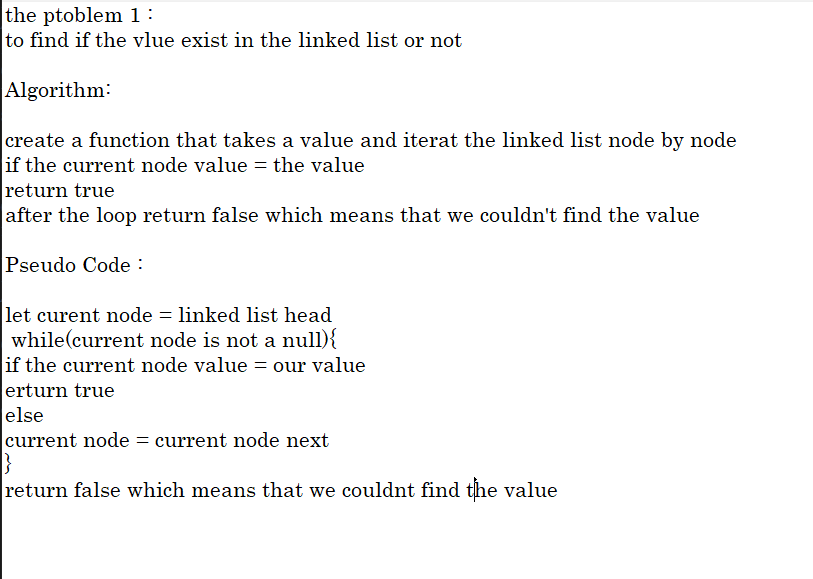 the ptoblem 1 :
to find if the vlue exist in the linked list or not
Algorithm:
create a function that takes a value and iterat the linked list node by node
if the current node value = the value
return true
after the loop return false which means that we couldn't find the value
Pseudo Code :
let curent node = linked list head
while(current node is not a null){
if the current node value = our value
erturn true
else
current node = current node next
}
return false which means that we couldnt find the value